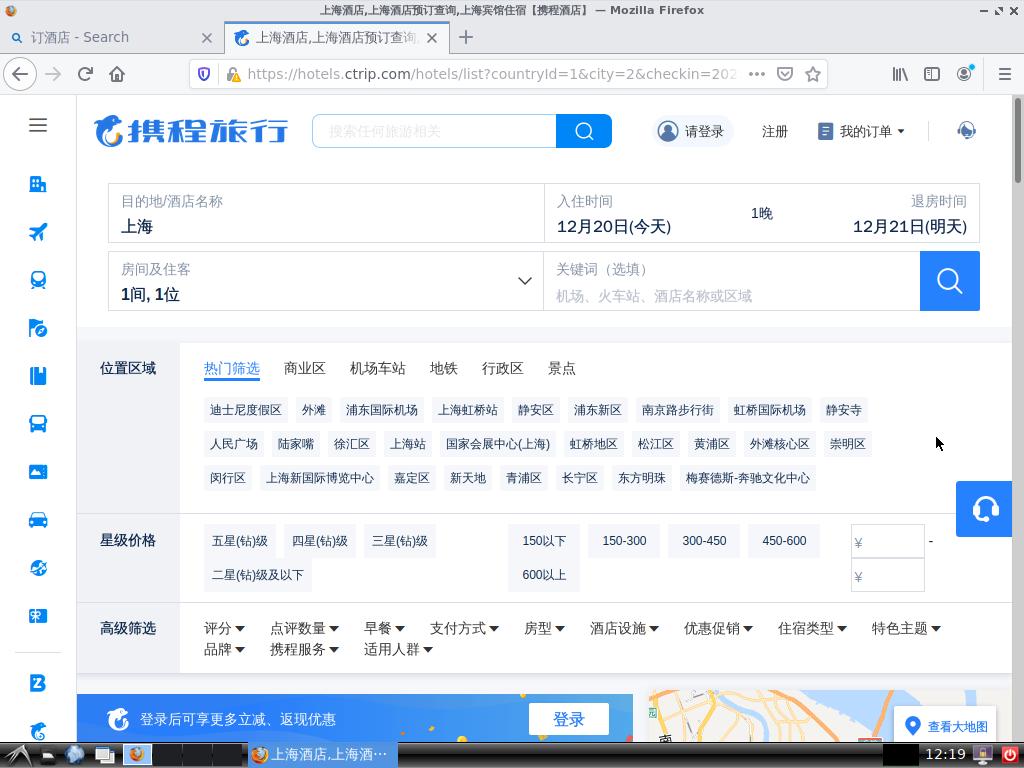 上海酒店,上海酒店预订查询,上海宾馆住宿【携程酒店】 — Mozilla Firefox
订酒店 - Search
上海酒店,上海酒店预订查询,
https://hotels.ctrip.com/hotels/list?countryId=1&city=2&checkin=202
携程旅行
搜索任何旅游相关
请登录
注册
我的订单
目的地/酒店名称
上海
入住时间
12月20日(今天)
1晚
退房时间
12月21日(明天)
房间及住客
1间, 1位
关键词（选填）
机场、火车站、酒店名称或区域
位置区域
热门筛选 商业区 机场车站 地铁 行政区 景点
迪士尼度假区 外滩 浦东国际机场 上海虹桥站 静安区 浦东新区 南京路步行街 虹桥国际机场 静安寺
人民广场 陆家嘴 徐汇区 上海站 国家会展中心(上海) 虹桥地区 松江区 黄浦区 外滩核心区 崇明区
闵行区 上海新国际博览中心 嘉定区 新天地 青浦区 长宁区 东方明珠 梅赛德斯-奔驰文化中心
星级价格
五星(钻)级 四星(钻)级 三星(钻)级 150以下 150-300 300-450 450-600 ¥ -
二星(钻)级及以下 600以上 ¥
高级筛选
评分 点评数量 早餐 支付方式 房型 酒店设施 优惠促销 住宿类型 特色主题
品牌 携程服务 适用人群
登录后可享更多立减、返现优惠
登录
查看大地图
上海酒店,上海酒…
12:19